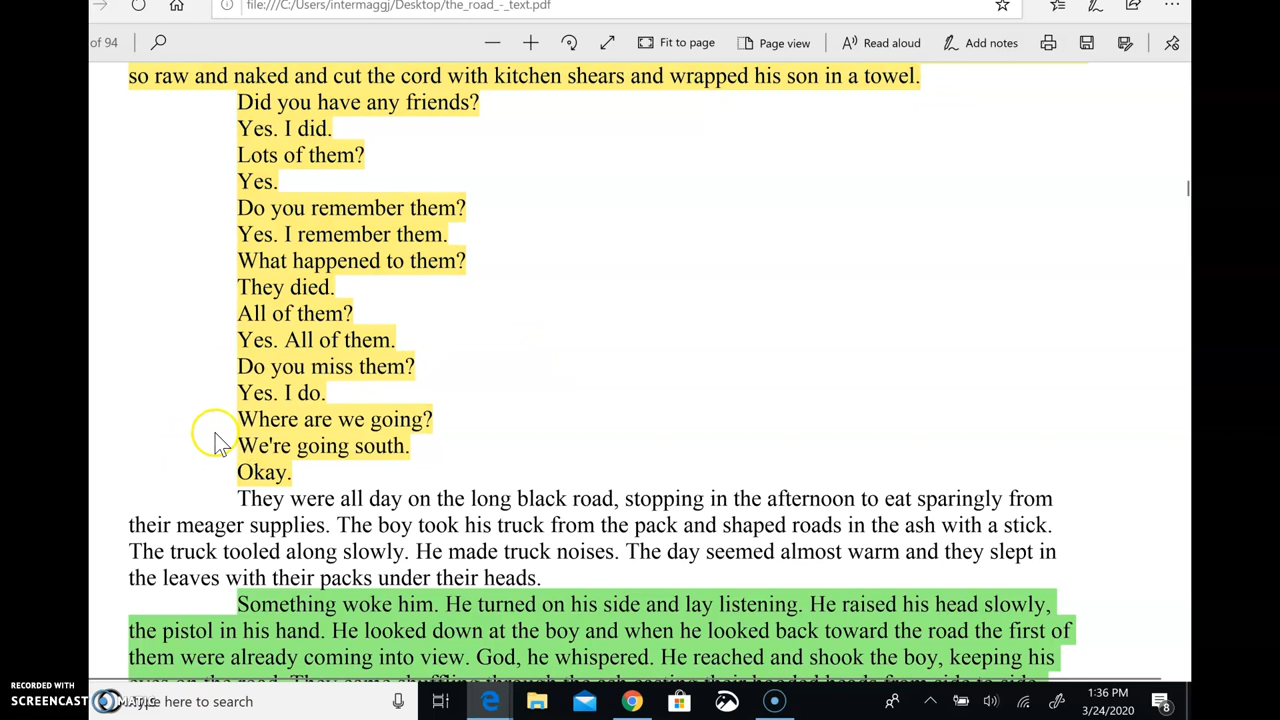 file:///C:/Users/intermaggj/Desktop/the_road_-_text.pdf
of 94
Fit to page
Page view
Read aloud
Add notes
so raw and naked and cut the cord with kitchen shears and wrapped his son in a towel.
Did you have any friends?
Yes. I did.
Lots of them?
Yes.
Do you remember them?
Yes. I remember them.
What happened to them?
They died.
All of them?
Yes. All of them.
Do you miss them?
Yes. I do.
Where are we going?
We're going south.
Okay.
They were all day on the long black road, stopping in the afternoon to eat sparingly from
their meager supplies. The boy took his truck from the pack and shaped roads in the ash with a stick.
The truck tooled along slowly. He made truck noises. The day seemed almost warm and they slept in
the leaves with their packs under their heads.
Something woke him. He turned on his side and lay listening. He raised his head slowly,
the pistol in his hand. He looked down at the boy and when he looked back toward the road the first of
them were already coming into view. God, he whispered. He reached and shook the boy, keeping his
RECORDED WITH
SCREENCAST MATIC
ype here to search
1:36 PM
3/24/2020
8